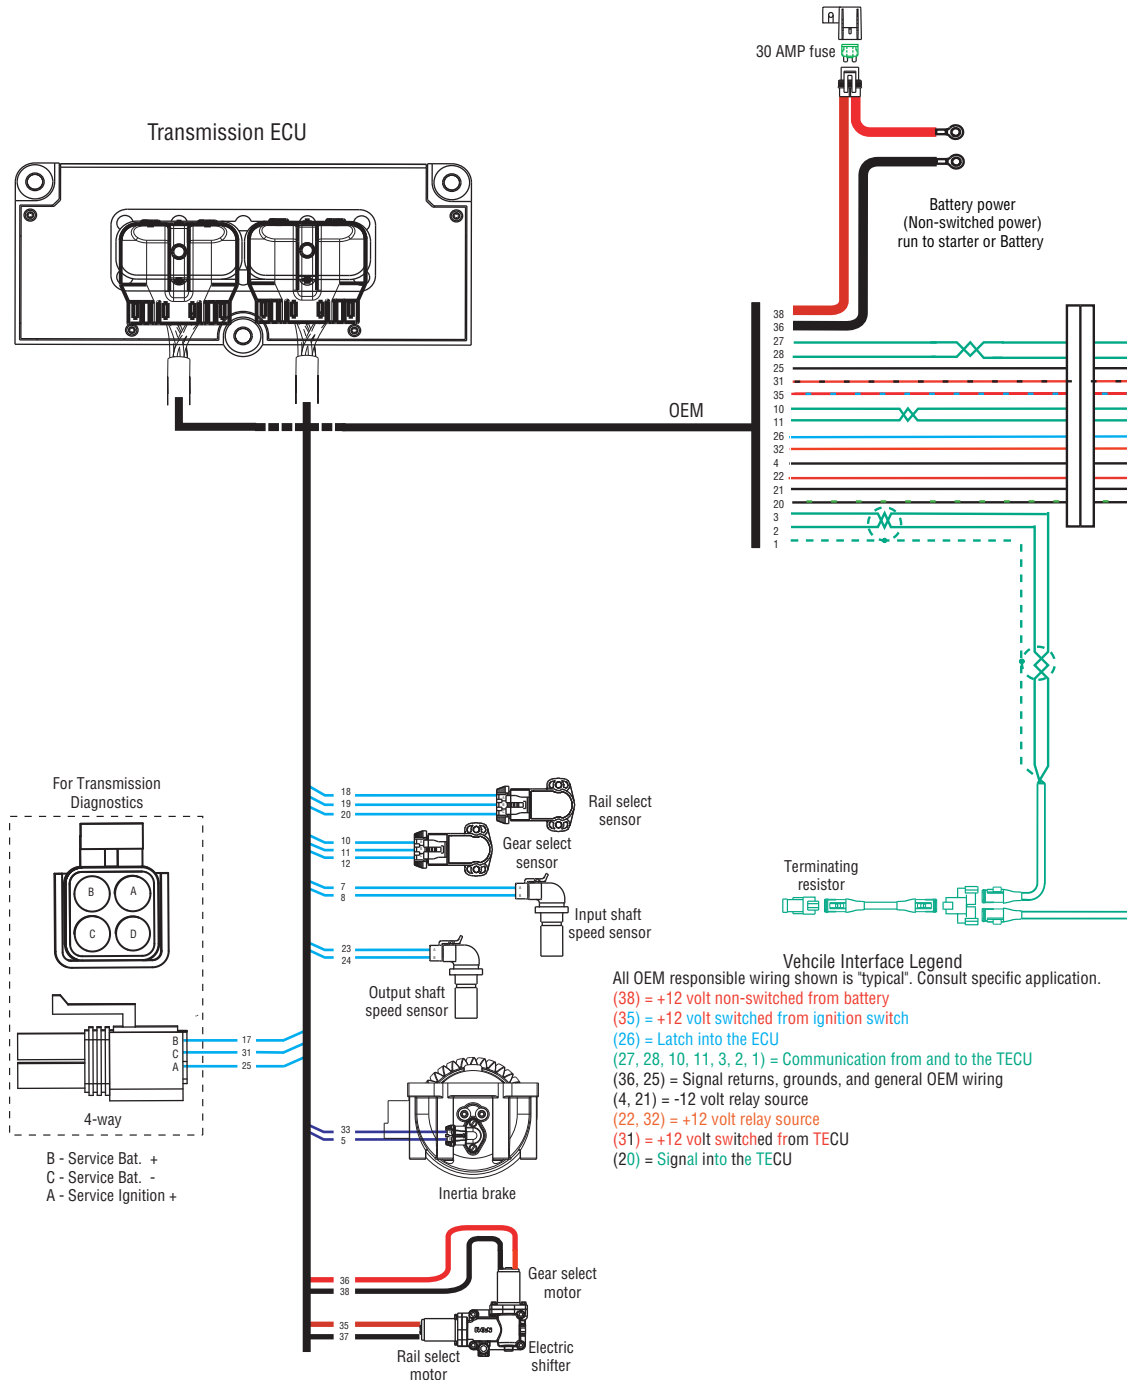 30 AMP fuse
Transmission ECU
Battery power
(Non-switched power)
run to starter or Battery
38
36
27
28
25
31
35
10
11
26
32
4
22
21
20
3
2
1
OEM
For Transmission
Diagnostics
B
A
C
D
18
19
20
Rail select
sensor
10
11
12
Gear select
sensor
7
8
Input shaft
speed sensor
23
24
Output shaft
speed sensor
Terminating
resistor
B
C
A
17
31
25
4-way
B - Service Bat. +
C - Service Bat. -
A - Service Ignition +
33
5
Inertia brake
36
38
Gear select
motor
35
37
Rail select
motor
Electric
shifter
Vehcile Interface Legend
All OEM responsible wiring shown is "typical". Consult specific application.
(38) = +12 volt non-switched from battery
(35) = +12 volt switched from ignition switch
(26) = Latch into the ECU
(27, 28, 10, 11, 3, 2, 1) = Communication from and to the TECU
(36, 25) = Signal returns, grounds, and general OEM wiring
(4, 21) = -12 volt relay source
(22, 32) = +12 volt relay source
(31) = +12 volt switched from TECU
(20) = Signal into the TECU